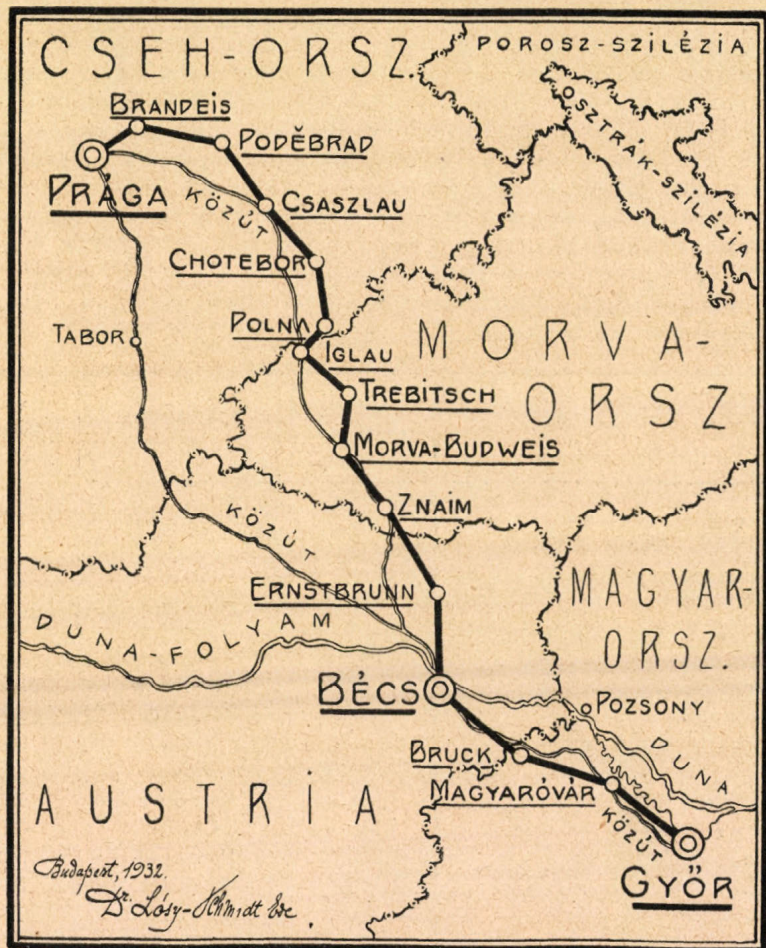 CSEH-ORSZ.
POROSZ-SZILÉZIA
OSZTRÁK-SZILÉZIA
BRANDEIS
PODĚBRAD
PRÁGA
KÖZÚT
CSASZLAU
CHOTEBOR
POLNA
TABOR
IGLAU
MORVA-
ORSZ
TREBITSCH
MORVA-BUDWEIS
ZNAIM
KÖZÚT
ERNSTBRUNN
MAGYAR-
ORSZ.
DUNA-FOLYAM
BÉCS
POZSONY
DUNA
BRUCK
MAGYARÓVÁR
AUSTRIA
KÖZÚT
GYŐR
Budapest, 1932.
Dr. Lósy-Schmidt Ede